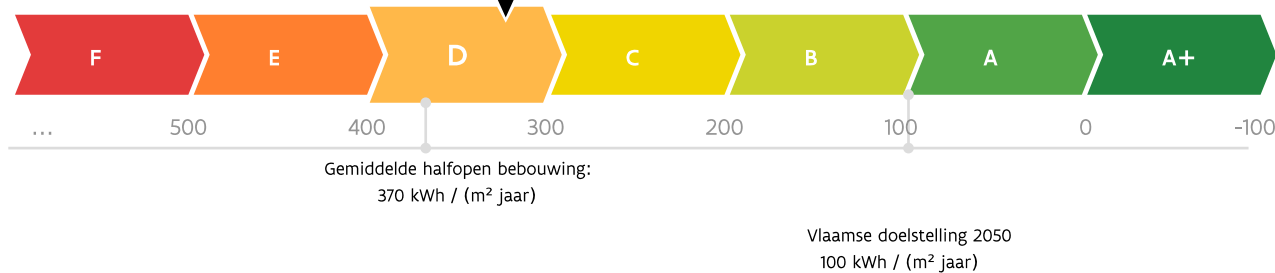 F E D C B A A+
... 500 400 300 200 100 0 -100
Gemiddelde halfopen bebouwing:
370 kWh / (m² jaar)
Vlaamse doelstelling 2050
100 kWh / (m² jaar)